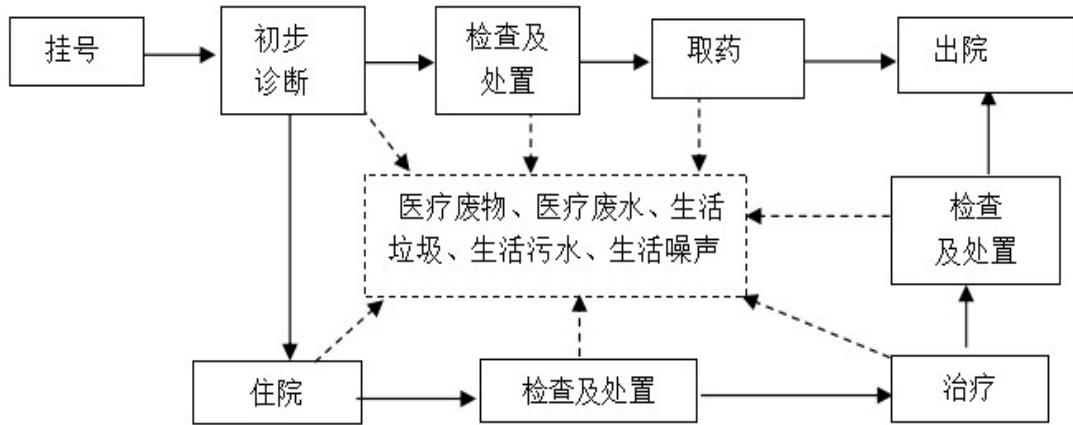 挂号
初步
诊断
检查及
处置
取药
出院
医疗废物、医疗废水、生活
垃圾、生活污水、生活噪声
检查
及处置
住院
检查及处置
治疗